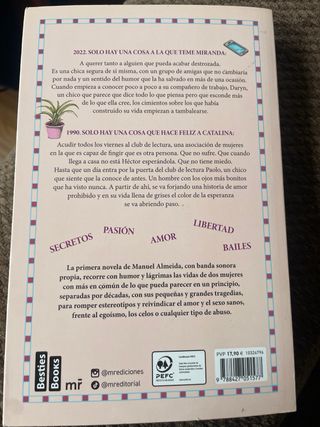 2022. SOLO HAY UNA COSA A LA QUE TEME MIRANDA:
A querer tanto a alguien que pueda acabar destrozada.
Es una chica segura de sí misma, con un grupo de amigas que no cambiaría
por nada y un sentido del humor que la ha salvado en más de una ocasión.
Cuando empieza a conocer poco a poco a su compañero de trabajo, Daryn,
un chico que parece que dice todo lo que piensa pero que esconde más
de lo que ella cree, los cimientos sobre los que había
construido su vida empiezan a tambalearse.
1990. SOLO HAY UNA COSA QUE HACE FELIZ A CATALINA:
Acudir todos los viernes al club de lectura, una asociación de mujeres
en la que es capaz de fingir que es otra persona. Que no sufre. Que cuando
llega a casa no está Héctor esperándola. Que no tiene miedo.
Hasta que un día entra por la puerta del club de lectura Paolo, un chico
que siente que la conoce de antes. Un hombre con los ojos más bonitos
que ha visto nunca. A partir de ahí, se va forjando una historia de amor
prohibido y en su vida llena de grises el color de la esperanza
se va abriendo paso.
SECRETOS
PASIÓN
AMOR
LIBERTAD
BAILES
La primera novela de Manuel Almeida, con banda sonora
propia, recorre con humor y lágrimas las vidas de dos mujeres
con más en común de lo que pueda parecer en un principio,
separadas por décadas, con sus pequeñas y grandes tragedias,
para romper estereotipos y reivindicar el amor y el sexo sanos,
frente al egoísmo, los celos o cualquier tipo de abuso.
Besties
Books
mr
@mrediciones
@mreditorial
PEFC
PVP 17,90 € 10326794
9 788427 051577